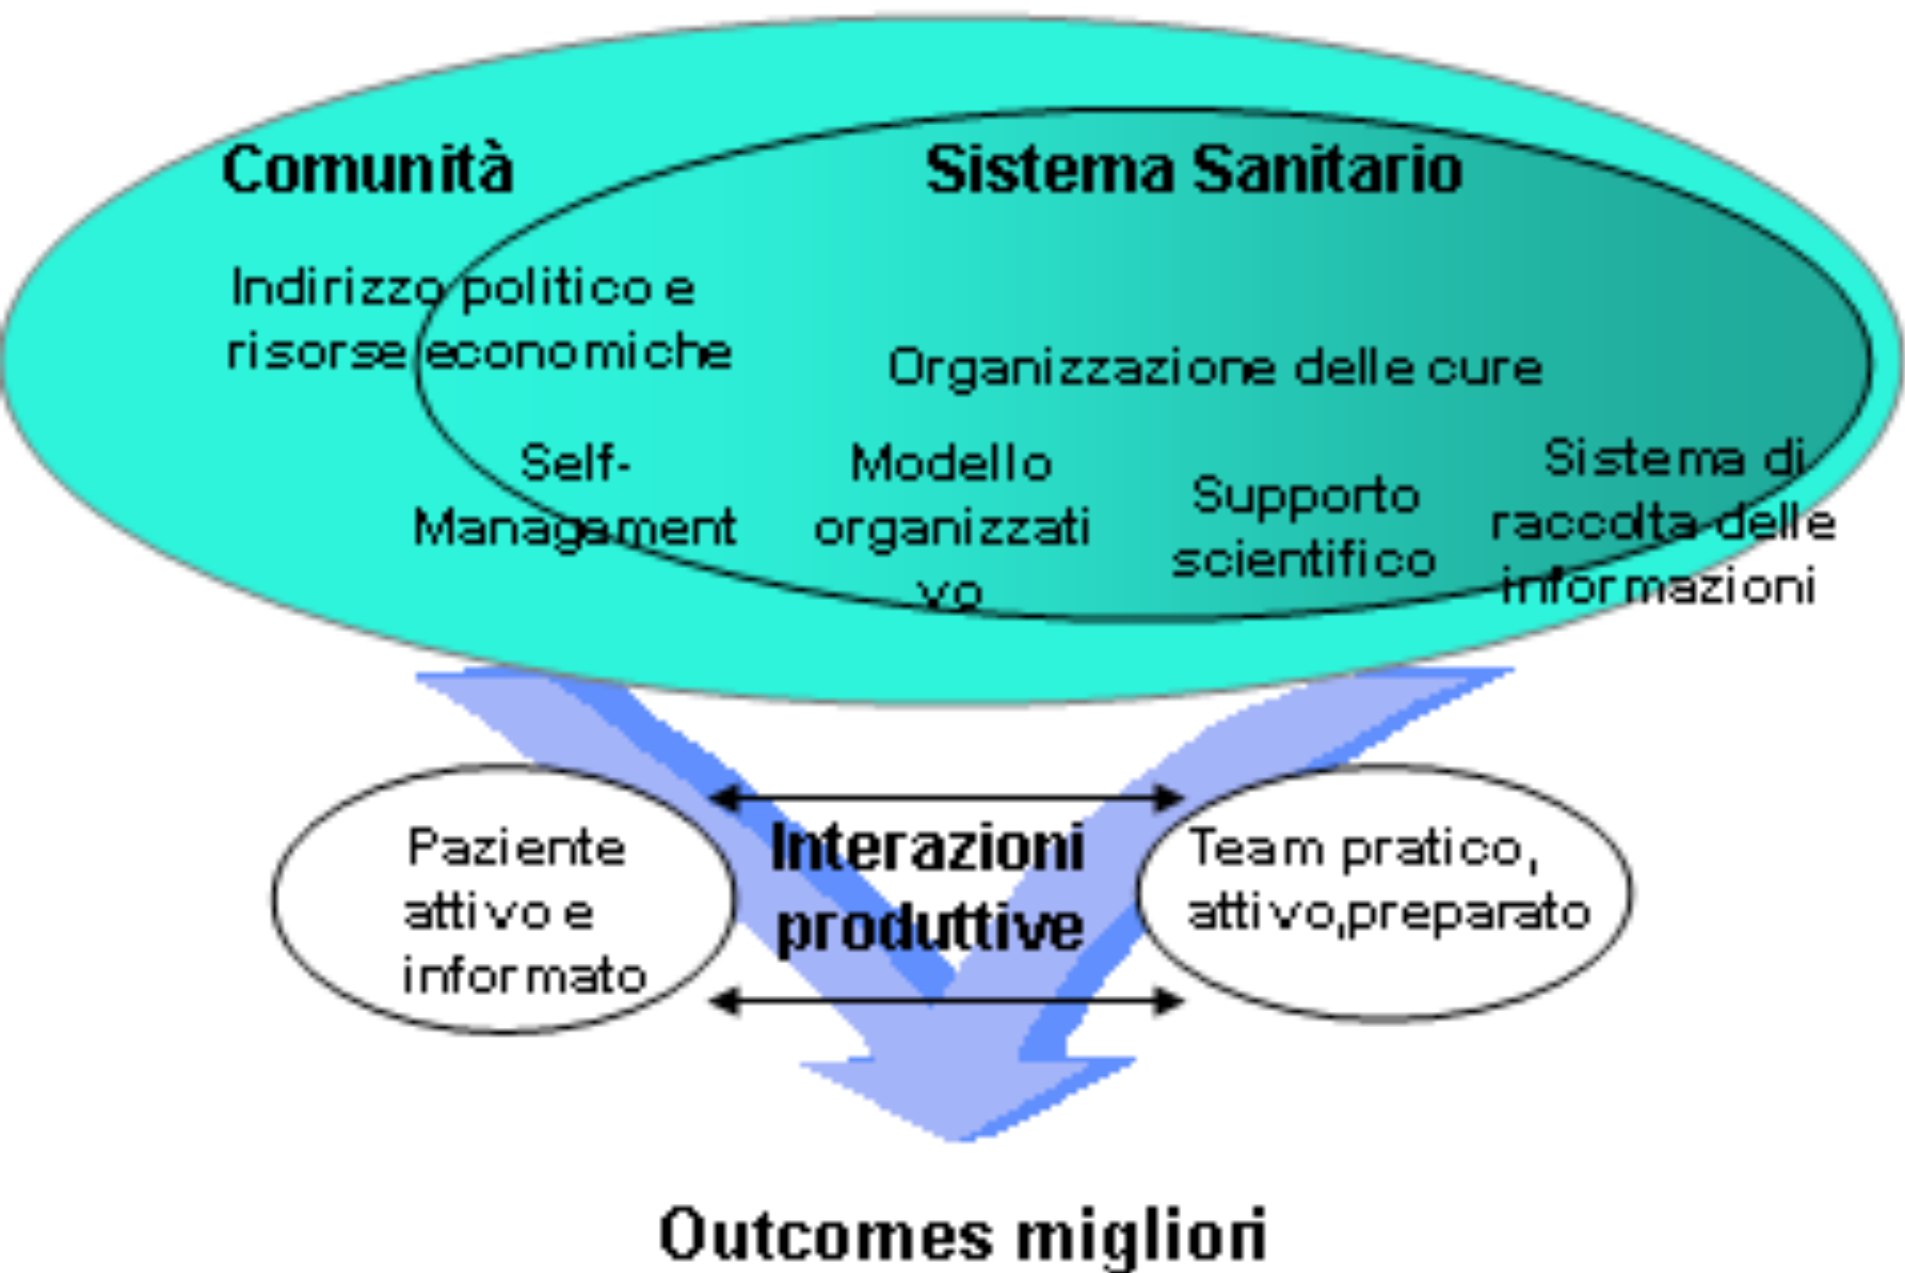 Comunità
Sistema Sanitario
Indirizzo politico e
risorse economiche
Organizzazione delle cure
Self-
Management
Modello
organizzati
vo
Supporto
scientifico
Sistema di
raccolta delle
informazioni
Paziente
attivo e
informato
Interazioni
produttive
Team pratico,
attivo,preparato
Outcomes migliori